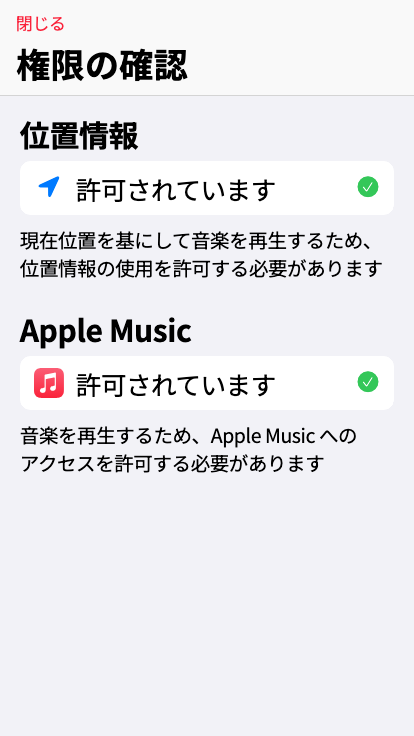 閉じる
権限の確認
位置情報
許可されています
現在位置を基にして音楽を再生するため、
位置情報の使用を許可する必要があります
Apple Music
許可されています
音楽を再生するため、Apple Music への
アクセスを許可する必要があります